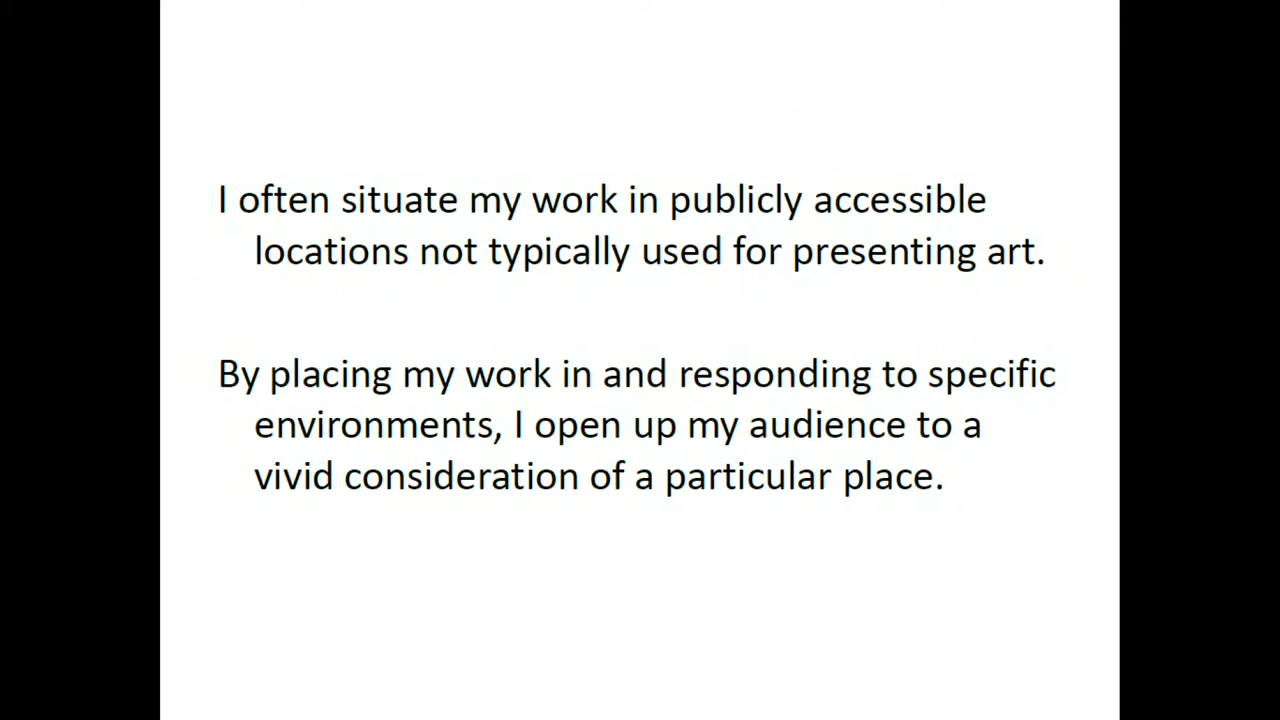 I often situate my work in publicly accessible
locations not typically used for presenting art.
By placing my work in and responding to specific
environments, I open up my audience to a
vivid consideration of a particular place.